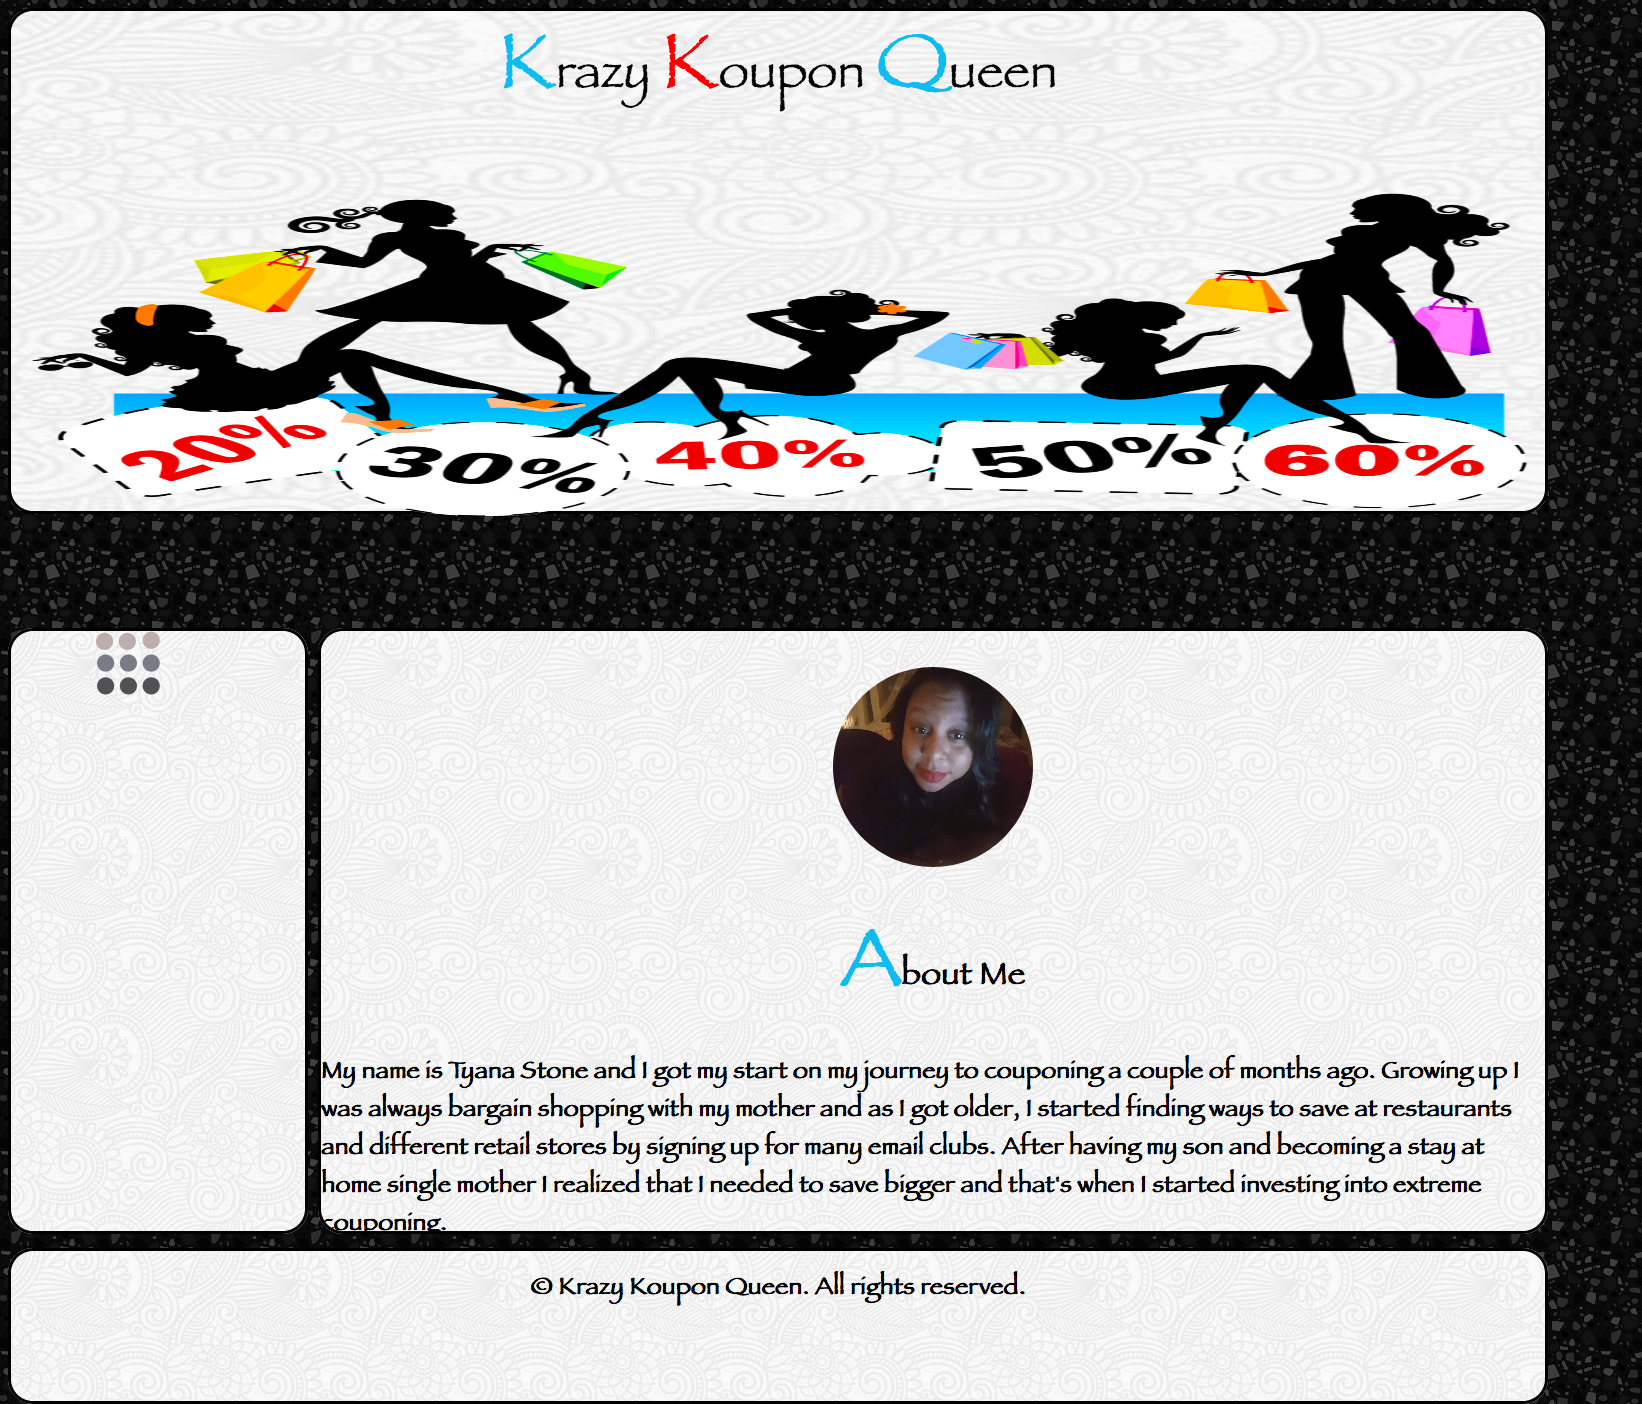 Krazy Koupon Queen
20% 30% 40% 50% 60%
About Me
My name is Tyana Stone and I got my start on my journey to couponing a couple of months ago. Growing up I
was always bargain shopping with my mother and as I got older, I started finding ways to save at restaurants
and different retail stores by signing up for many email clubs. After having my son and becoming a stay at
home single mother I realized that I needed to save bigger and that's when I started investing into extreme
couponing.
© Krazy Koupon Queen. All rights reserved.